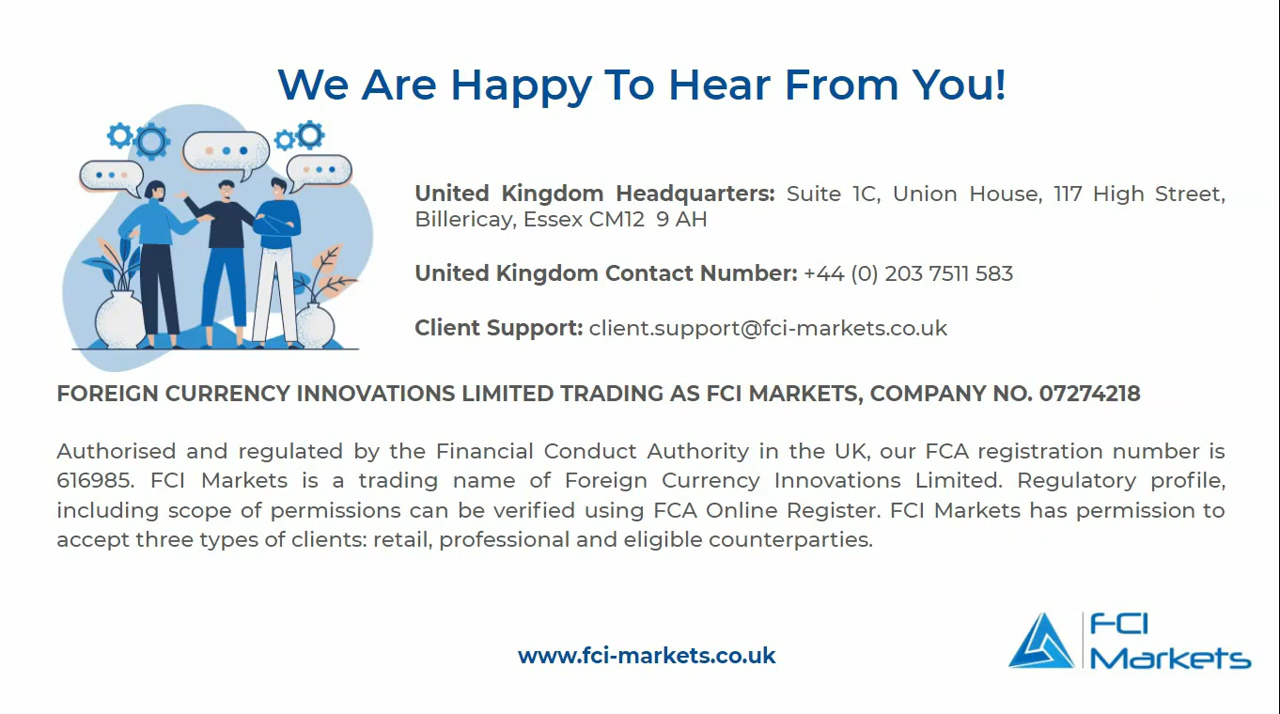 We Are Happy To Hear From You!
United Kingdom Headquarters: Suite 1C, Union House, 117 High Street,
Billericay, Essex CM12 9 AH
United Kingdom Contact Number: +44 (0) 203 7511 583
Client Support: client.support@fci-markets.co.uk
FOREIGN CURRENCY INNOVATIONS LIMITED TRADING AS FCI MARKETS, COMPANY NO. 07274218
Authorised and regulated by the Financial Conduct Authority in the UK, our FCA registration number is
616985. FCI Markets is a trading name of Foreign Currency Innovations Limited. Regulatory profile,
including scope of permissions can be verified using FCA Online Register. FCI Markets has permission to
accept three types of clients: retail, professional and eligible counterparties.
www.fci-markets.co.uk
FCI
Markets